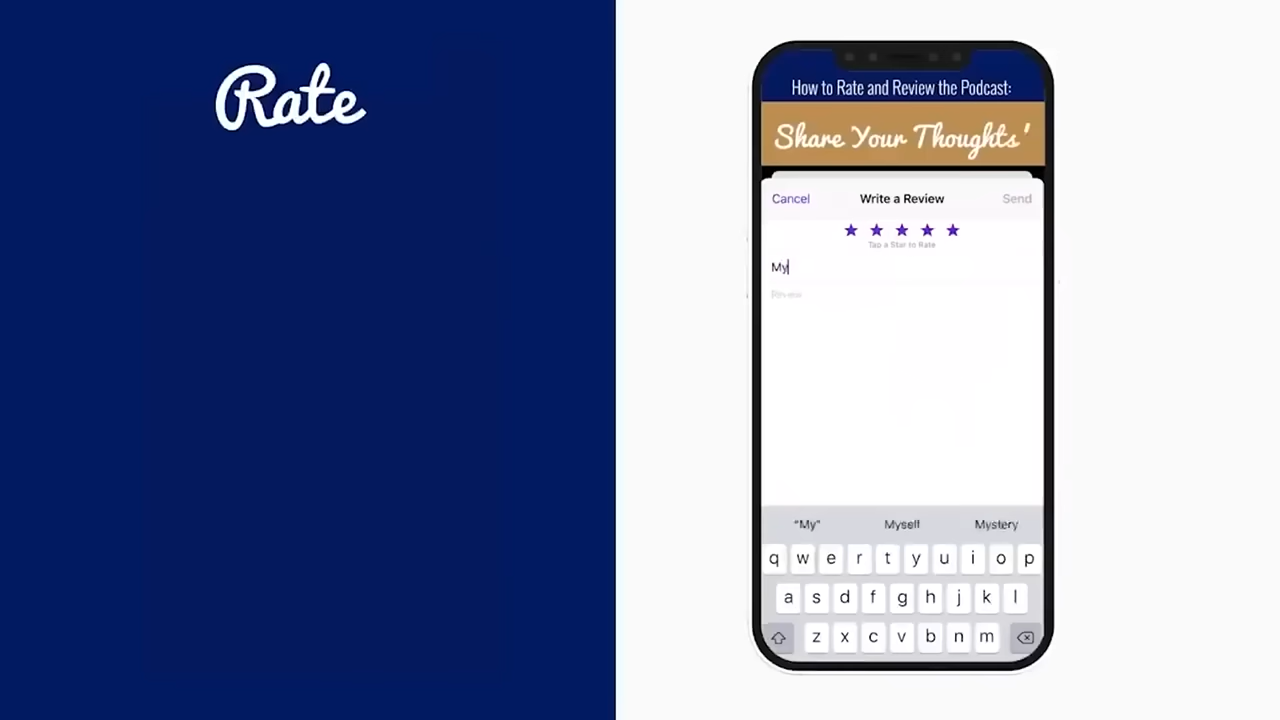 Rate
How to Rate and Review the Podcast:
Share Your Thoughts'
Cancel Write a Review Send
Tap a Star to Rate
My
Review
"My" Myself Mystery
q w e r t y u i o p
a s d f g h j k l
z x c v b n m